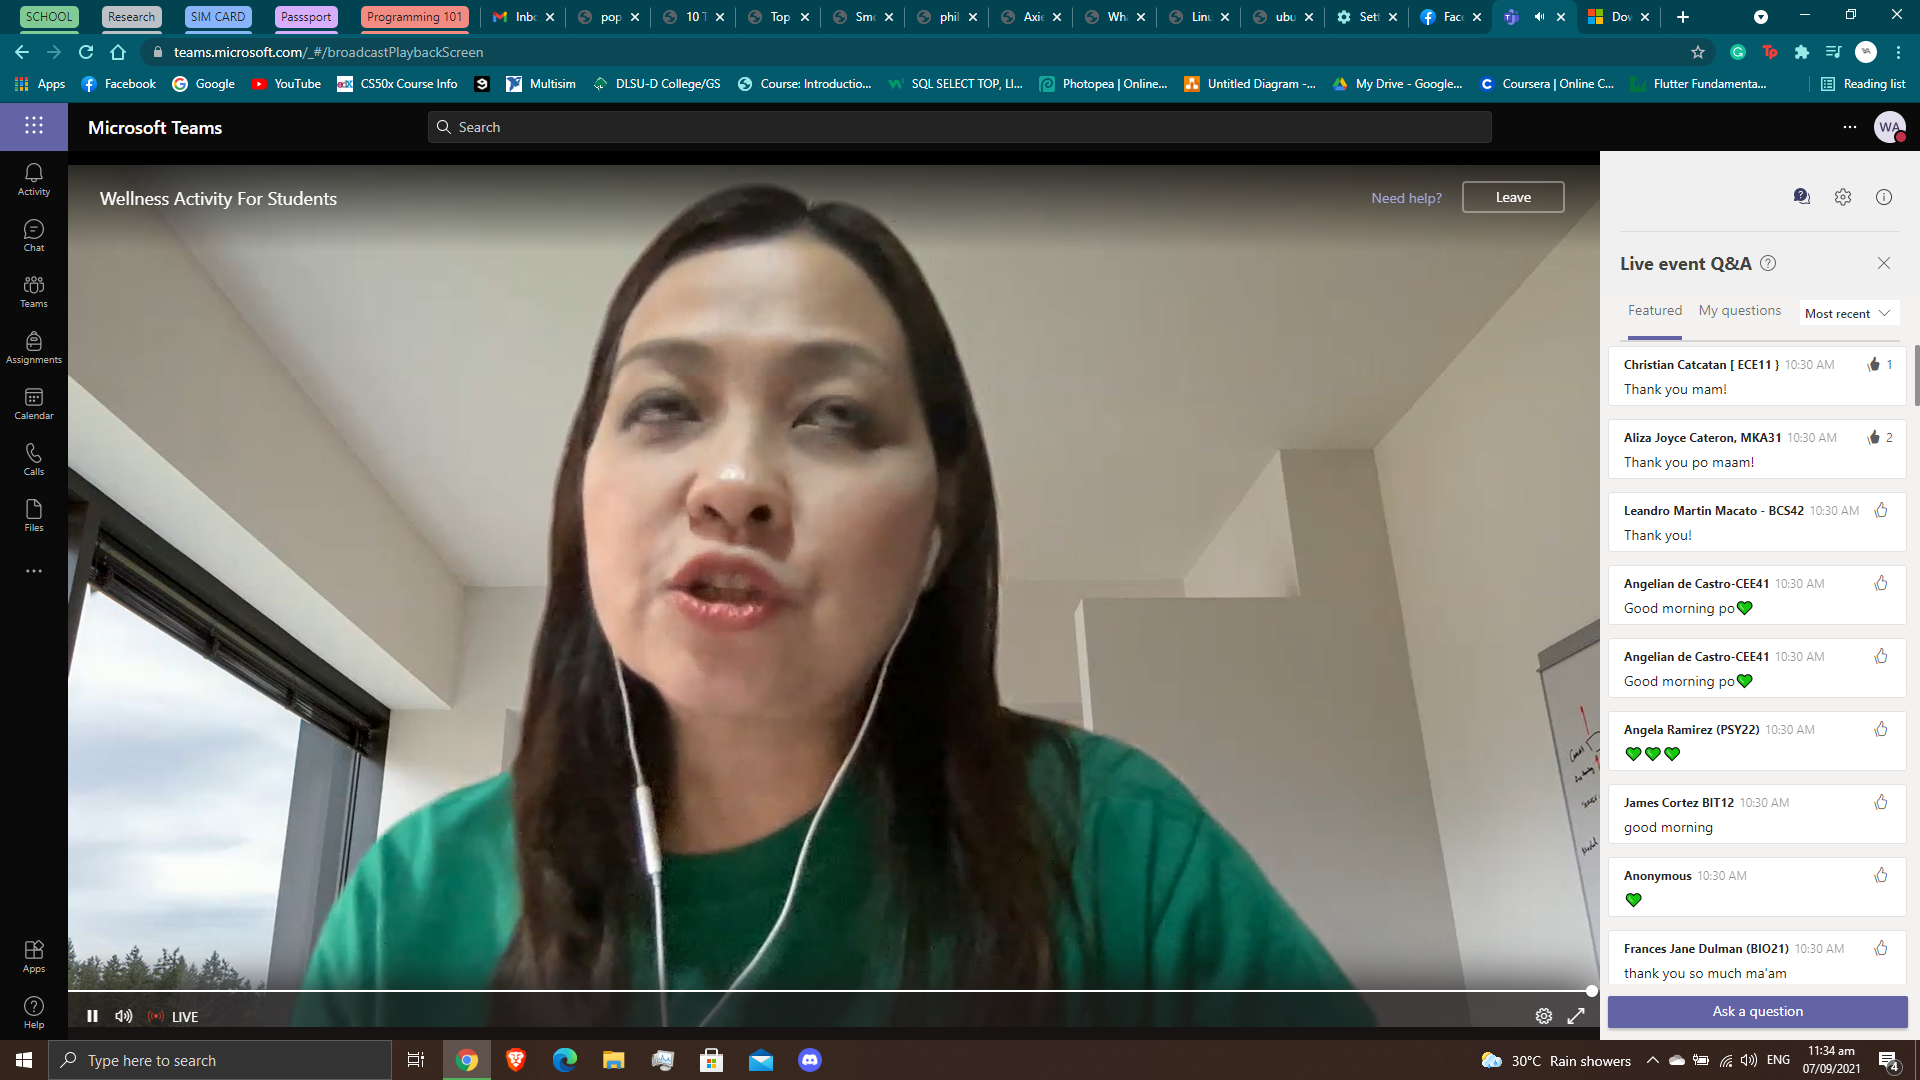 SCHOOL
Research
SIM CARD
Passsport
Programming 101
Inbo
pop
10 T
Top
Smo
phil
Axie
Wha
Linu
ubu
Sett
Face
Dow
teams.microsoft.com/_#/broadcastPlaybackScreen
Apps
Facebook
Google
YouTube
CS50x Course Info
Multisim
DLSU-D College/GS
Course: Introductio...
SQL SELECT TOP, LI...
Photopea | Online...
Untitled Diagram -...
My Drive - Google...
Coursera | Online C...
Flutter Fundamenta...
Reading list
Microsoft Teams
Search
WA
Activity
Chat
Teams
Assignments
Calendar
Calls
Files
Apps
Help
Wellness Activity For Students
Need help?
Leave
LIVE
Live event Q&A
Featured
My questions
Most recent
Christian Catcatan [ ECE11 } 10:30 AM 1
Thank you mam!
Aliza Joyce Cateron, MKA31 10:30 AM 2
Thank you po maam!
Leandro Martin Macato - BCS42 10:30 AM
Thank you!
Angelian de Castro-CEE41 10:30 AM
Good morning po💚
Angelian de Castro-CEE41 10:30 AM
Good morning po💚
Angela Ramirez (PSY22) 10:30 AM
💚💚💚
James Cortez BIT12 10:30 AM
good morning
Anonymous 10:30 AM
💚
Frances Jane Dulman (BIO21) 10:30 AM
thank you so much ma'am
Ask a question
Type here to search
30°C Rain showers
ENG
11:34 am
07/09/2021
4